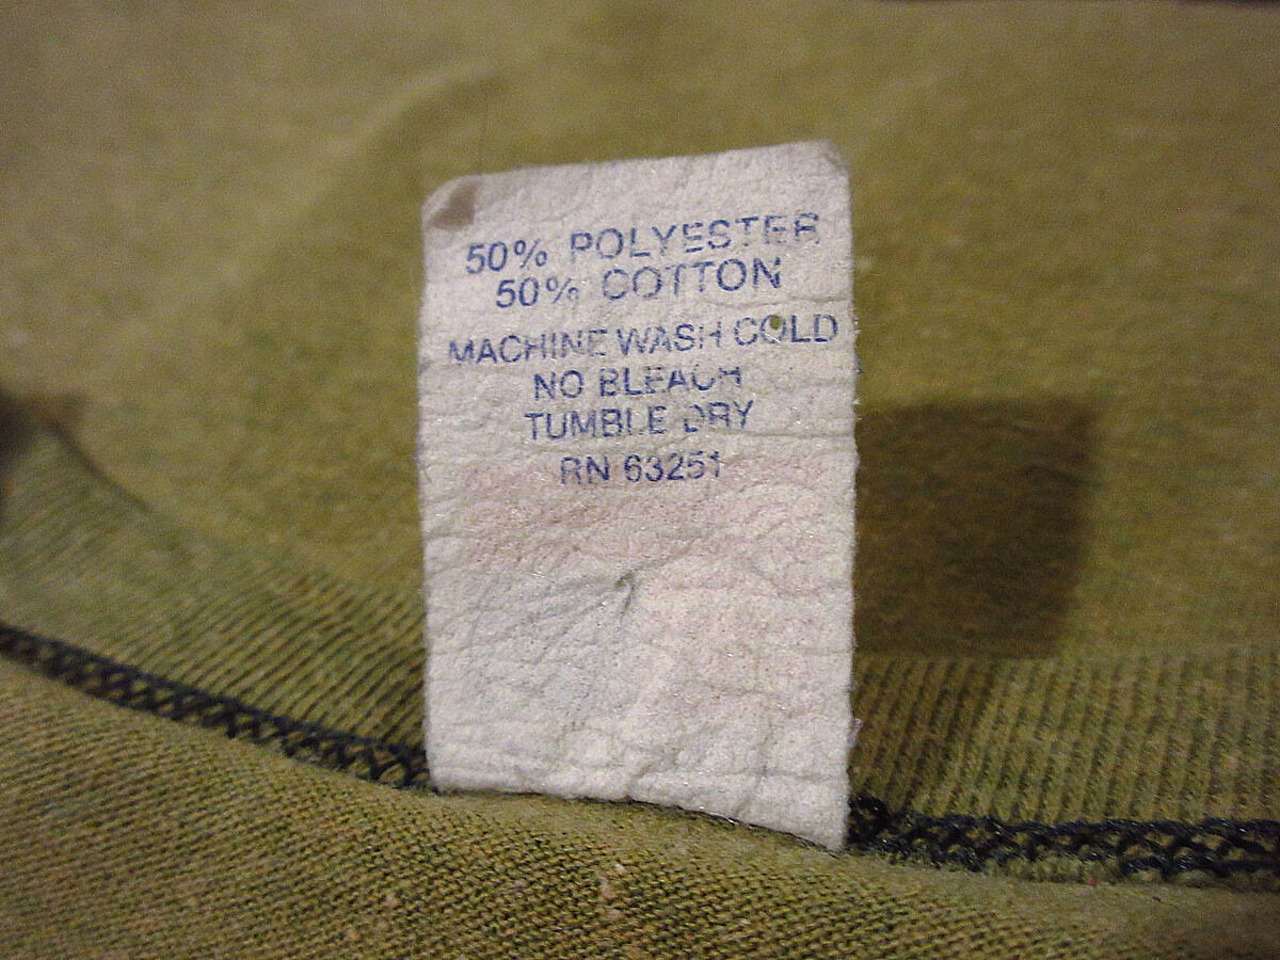 50% POLYESTER
50% COTTON
MACHINE WASH COLD
NO BLEACH
TUMBLE DRY
RN 63251